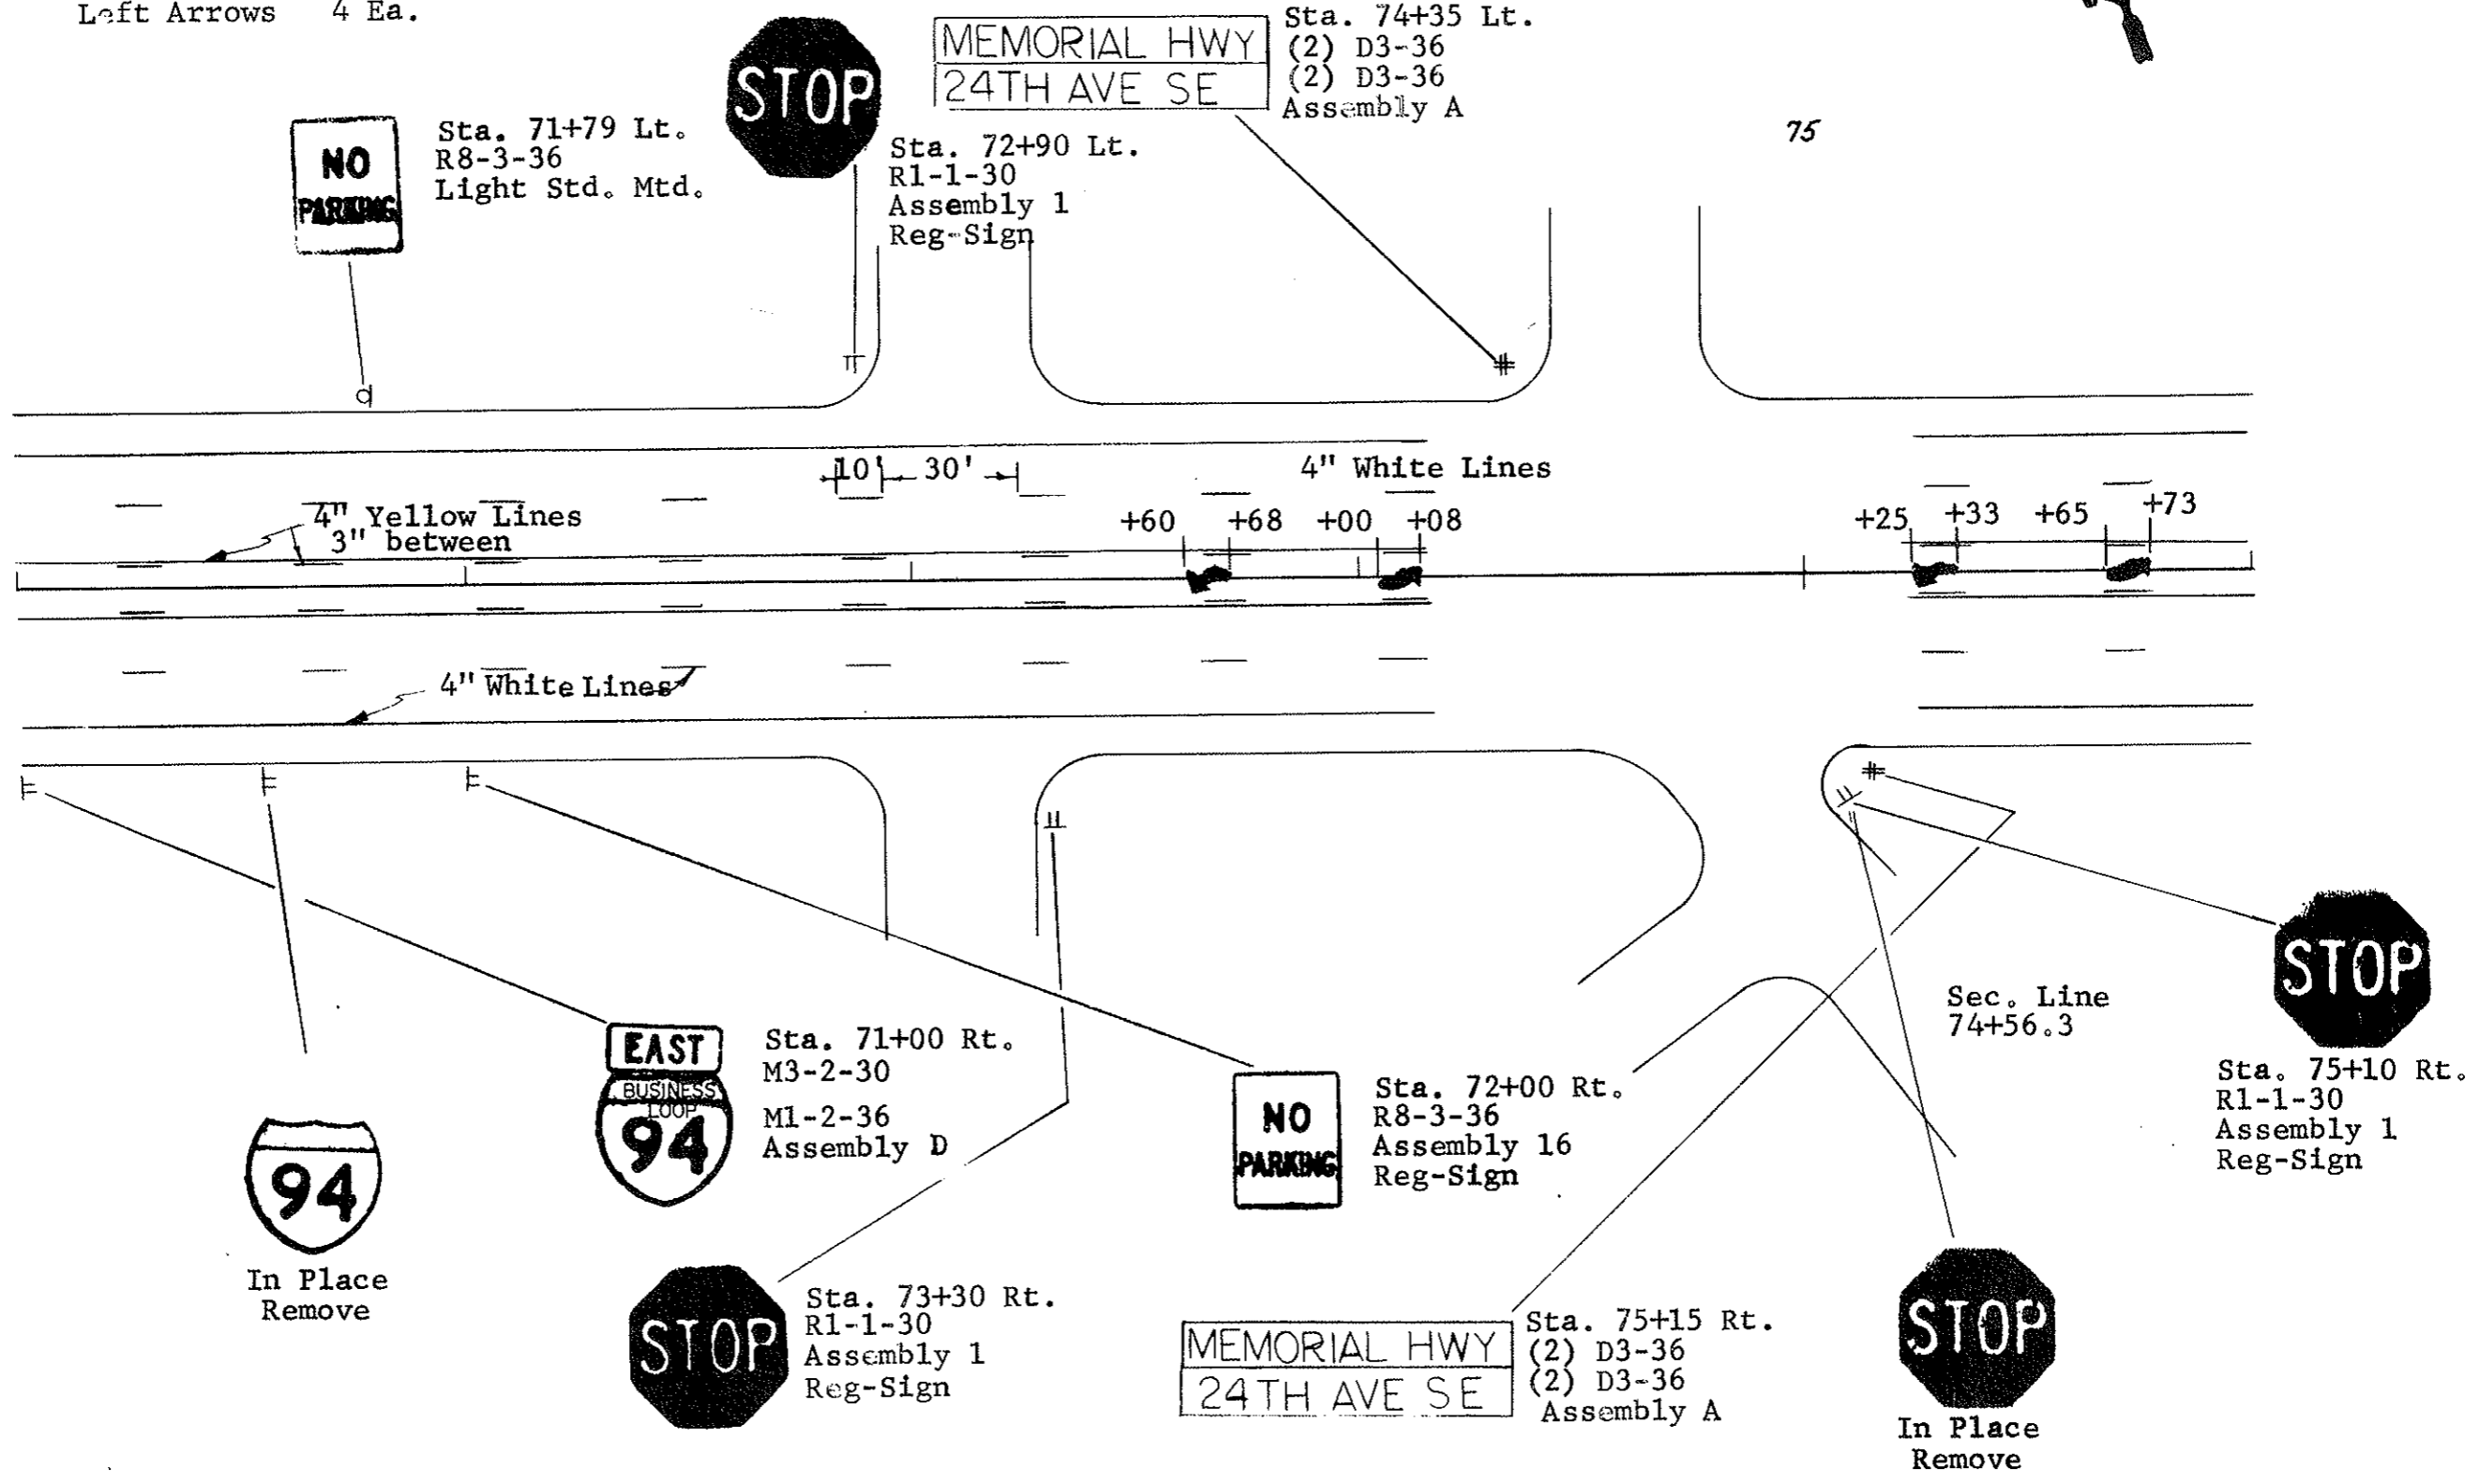 Left Arrows 4 Ea.
STOP
MEMORIAL HWY
24TH AVE SE
Sta. 74+35 Lt.
(2) D3-36
(2) D3-36
Assembly A
NO
PARKING
Sta. 71+79 Lt.
R8-3-36
Light Std. Mtd.
Sta. 72+90 Lt.
R1-1-30
Assembly 1
Reg-Sign
75
10' 30'
4" White Lines
4" Yellow Lines
3" between
+60 +68 +00 +08
+25 +33 +65 +73
4" White Lines
EAST
BUSINESS
LOOP
94
Sta. 71+00 Rt.
M3-2-30
M1-2-36
Assembly D
94
In Place
Remove
NO
PARKING
Sta. 72+00 Rt.
R8-3-36
Assembly 16
Reg-Sign
Sec. Line
74+56.3
STOP
Sta. 75+10 Rt.
R1-1-30
Assembly 1
Reg-Sign
STOP
Sta. 73+30 Rt.
R1-1-30
Assembly 1
Reg-Sign
MEMORIAL HWY
24TH AVE SE
Sta. 75+15 Rt.
(2) D3-36
(2) D3-36
Assembly A
STOP
In Place
Remove